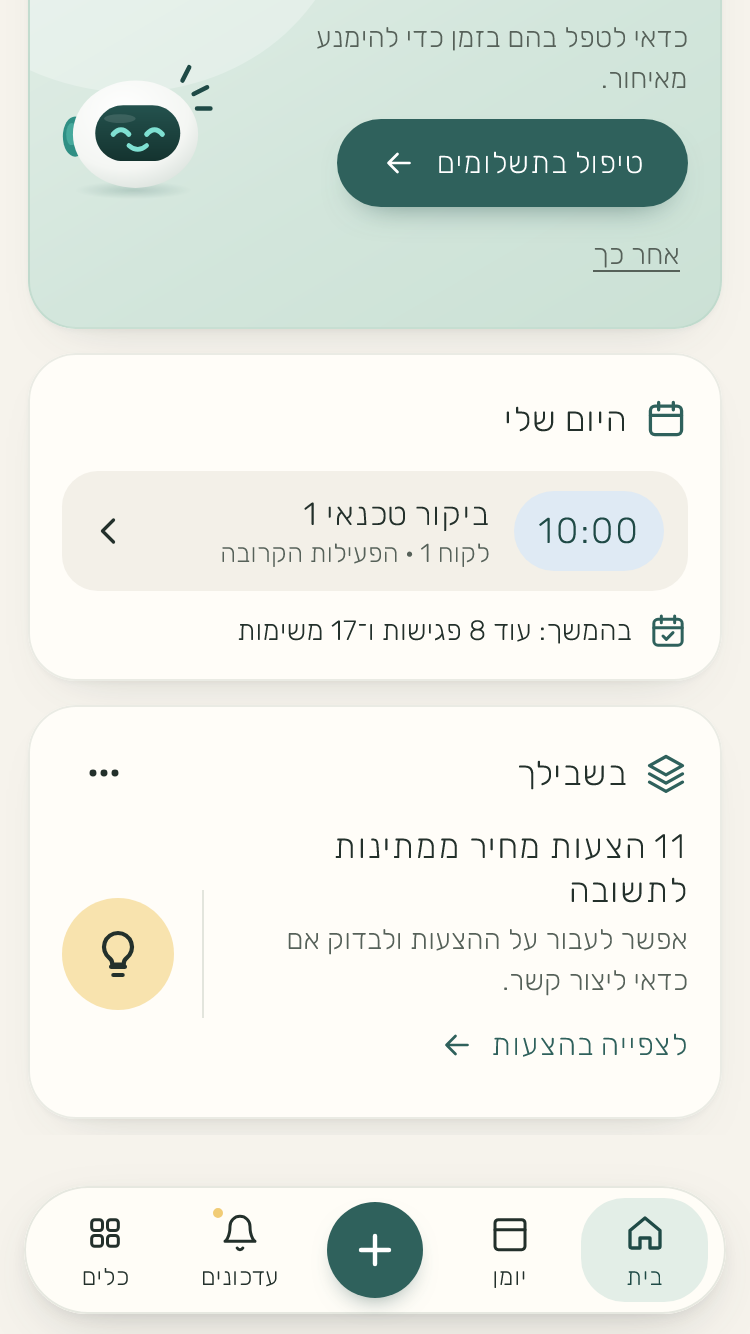 כדאי לטפל בהם בזמן כדי להימנע
מאיחור.
טיפול בתשלומים
אחר כך
היום שלי
10:00
ביקור טכנאי 1
לקוח 1 • הפעילות הקרובה
בהמשך: עוד 8 פגישות ו־17 משימות
בשבילך
11 הצעות מחיר ממתינות
לתשובה
אפשר לעבור על ההצעות ולבדוק אם
כדאי ליצור קשר.
לצפייה בהצעות
בית
יומן
עדכונים
כלים